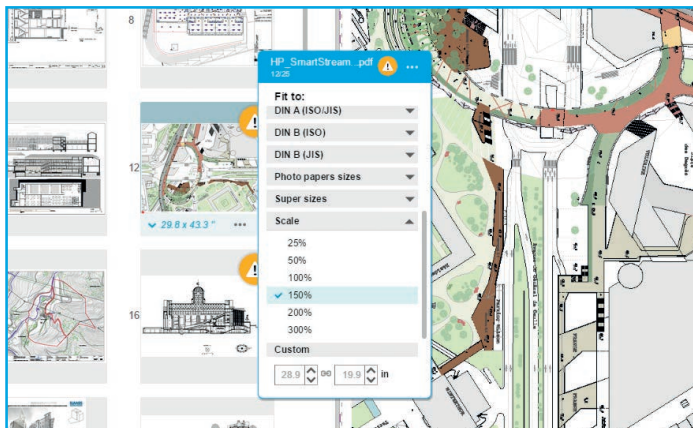 8
HP_SmartStream...pdf
12/25
Fit to:
DIN A (ISO/JIS)
DIN B (ISO)
DIN B (JIS)
Photo papers sizes
12
Super sizes
29.8 x 43.3 "
Scale
25%
50%
100%
150%
16
200%
300%
Custom
28.9
19.9
in